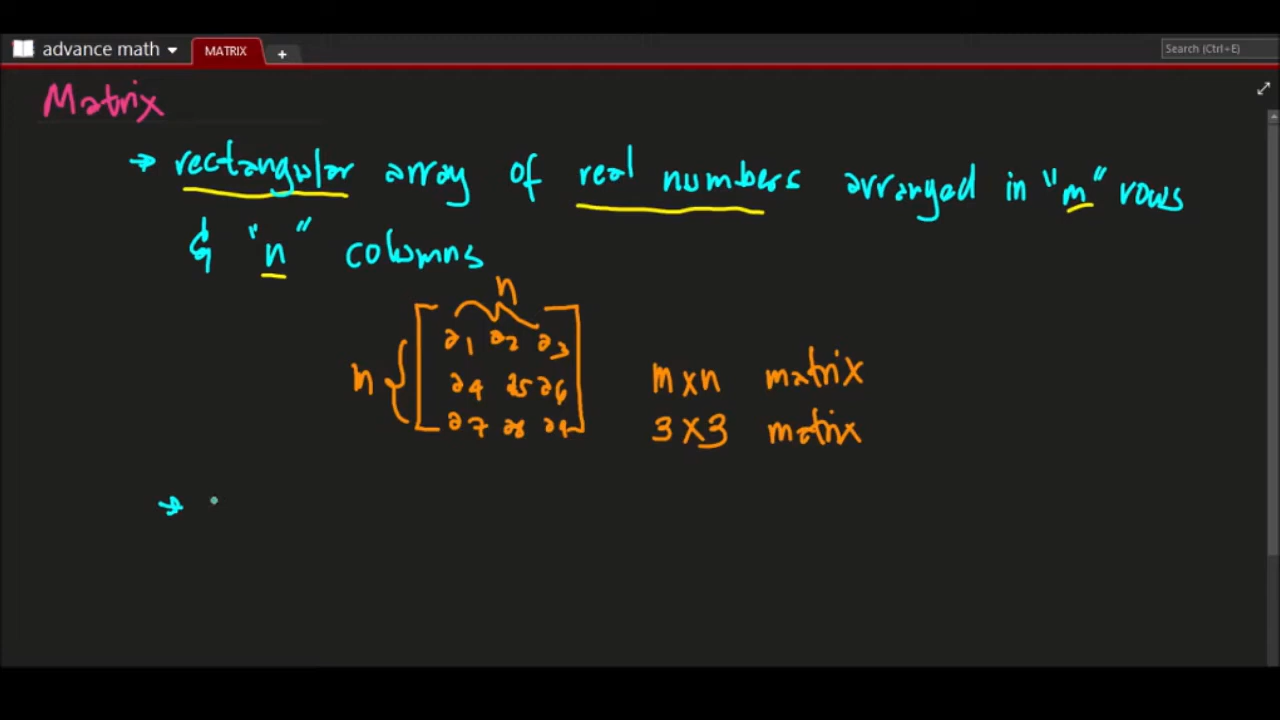 advance math MATRIX + Search (Ctrl+E)
Matrix
→ rectangular array of real numbers arranged in "m" rows
& "n" columns
n
a1 a2 a3
m { a4 a5 a6 m x n matrix
a7 a8 a9 3 x 3 matrix
→